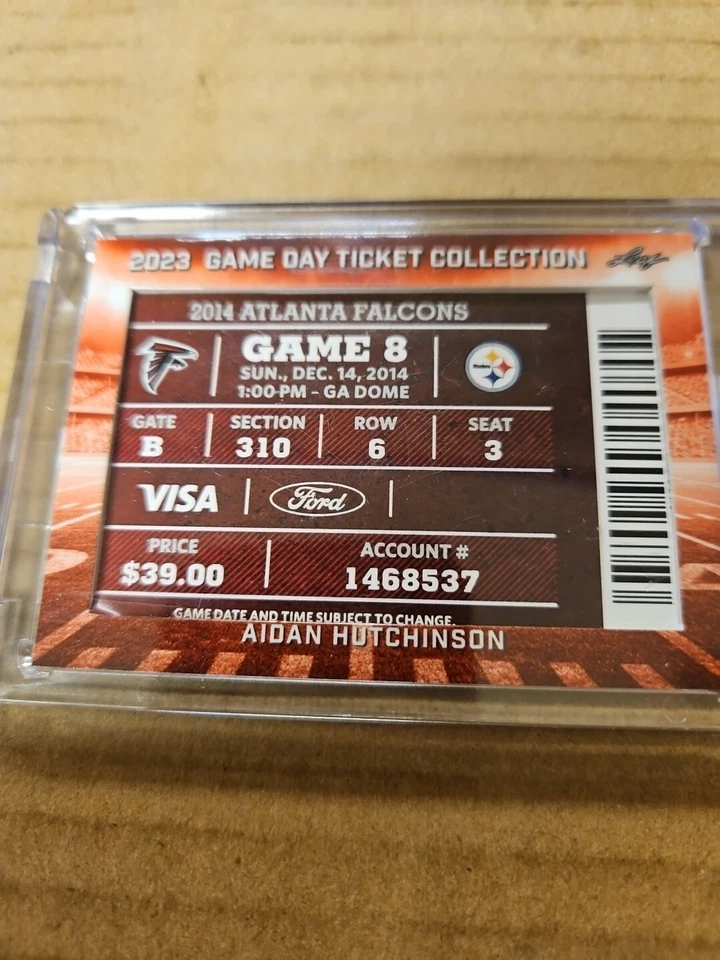 2023 GAME DAY TICKET COLLECTION Leaf
2014 ATLANTA FALCONS
GAME 8
SUN., DEC. 14, 2014
1:00 PM - GA DOME
Steelers
GATE SECTION ROW SEAT
B 310 6 3
VISA Ford
PRICE ACCOUNT #
$39.00 1468537
GAME DATE AND TIME SUBJECT TO CHANGE.
AIDAN HUTCHINSON